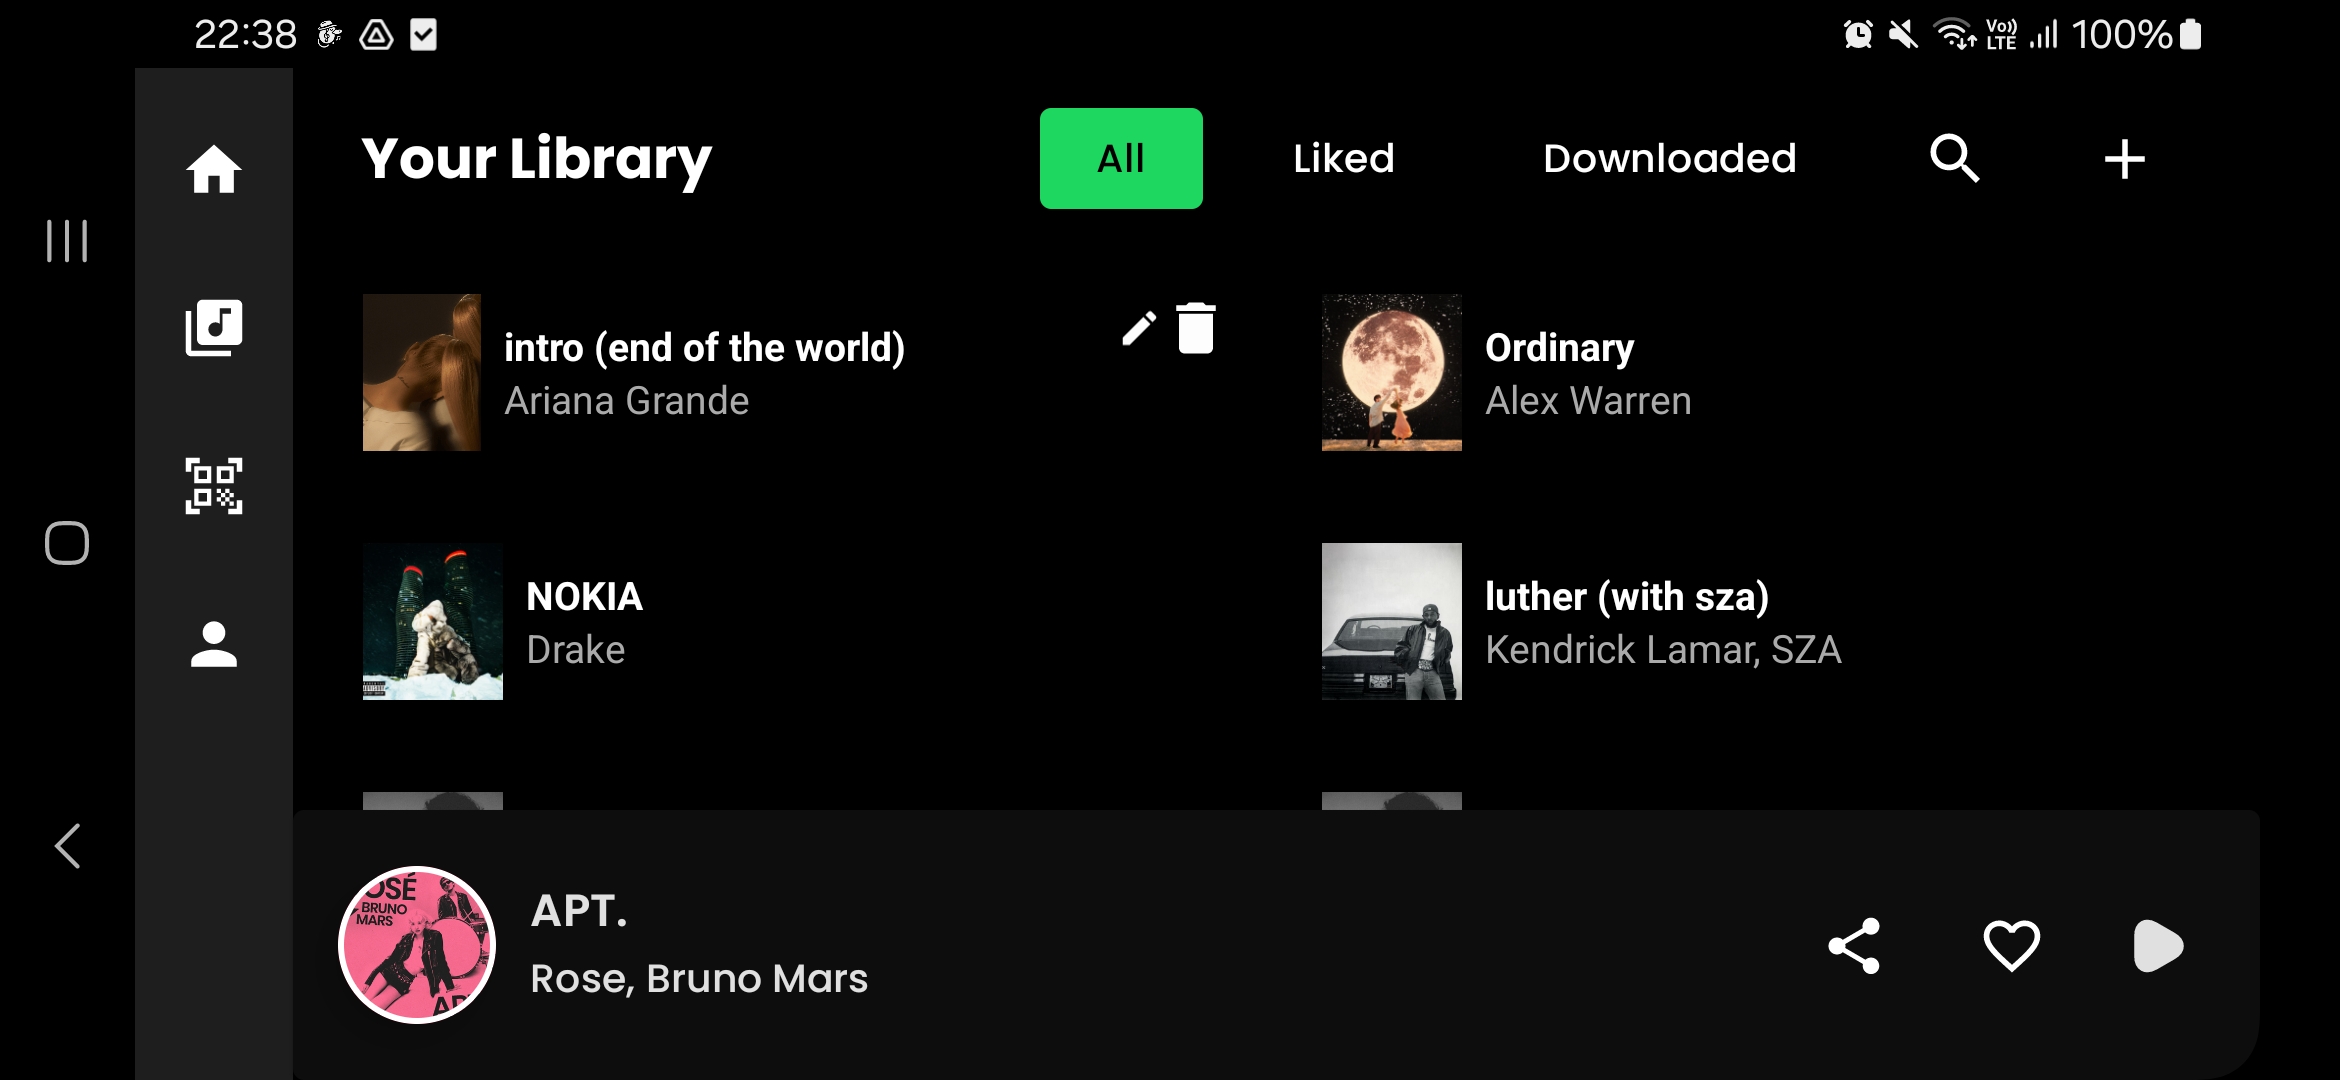 22:38
Vo)) LTE 100%
Your Library
All
Liked
Downloaded
intro (end of the world)
Ariana Grande
Ordinary
Alex Warren
NOKIA
Drake
luther (with sza)
Kendrick Lamar, SZA
OSÉ
BRUNO
MARS
APT.
Rose, Bruno Mars